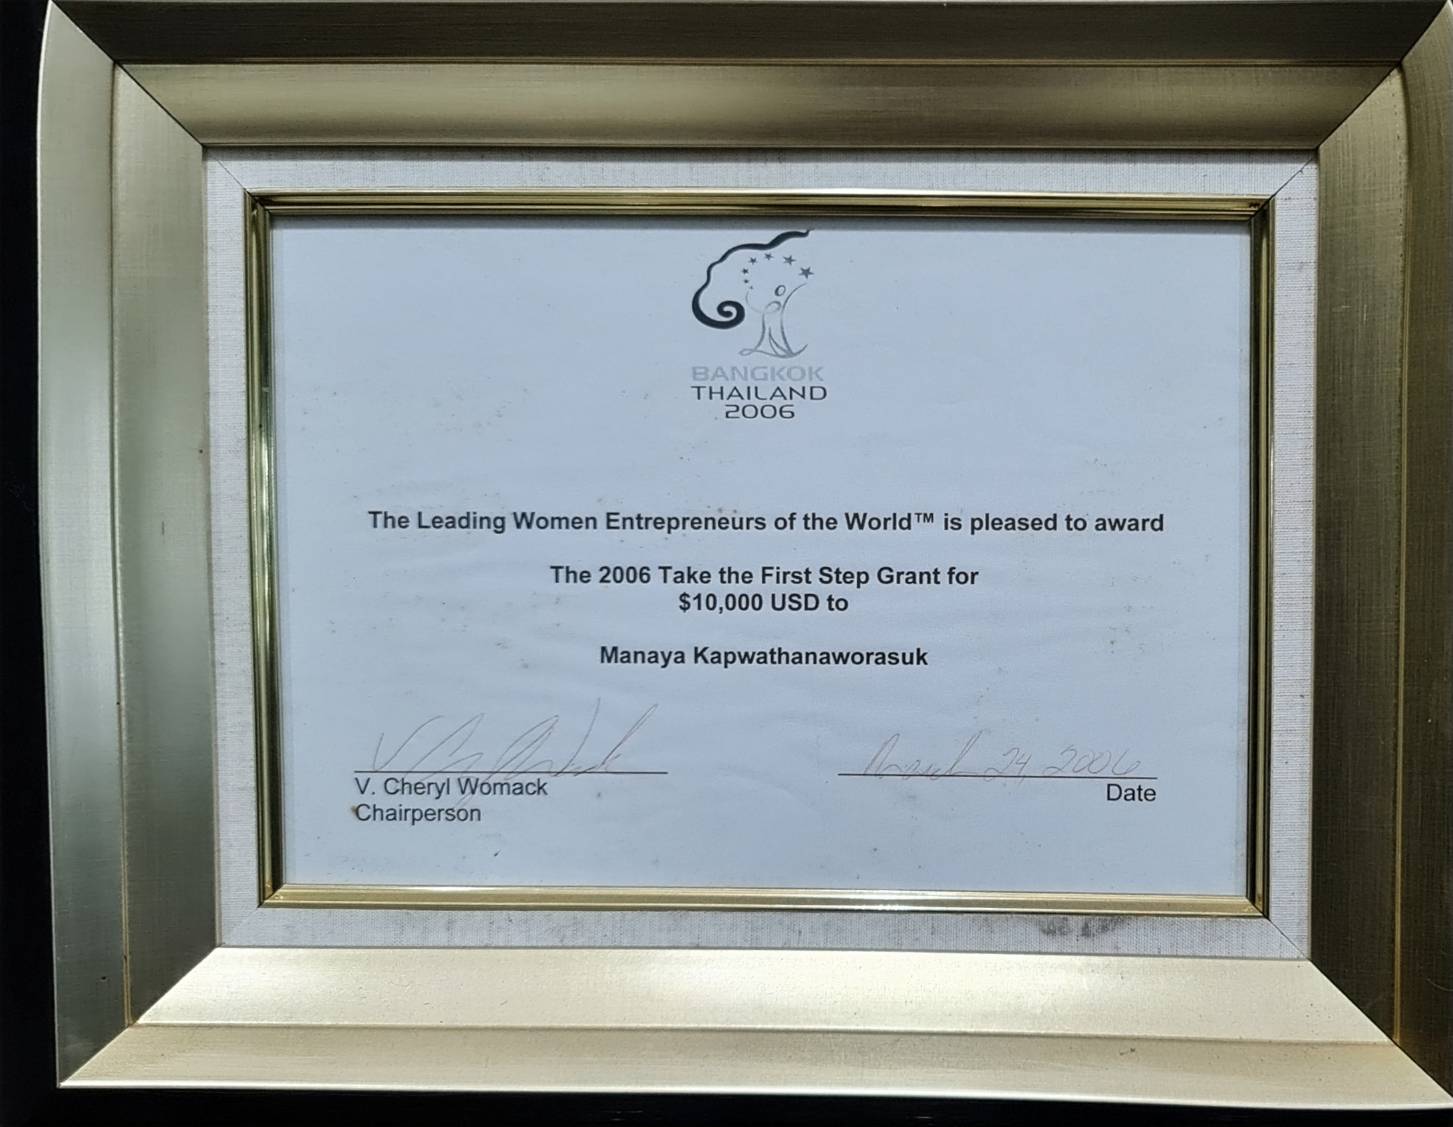 BANGKOK
THAILAND
2006
The Leading Women Entrepreneurs of the World™ is pleased to award
The 2006 Take the First Step Grant for
$10,000 USD to
Manaya Kapwathanaworasuk
March 24, 2006
V. Cheryl Womack
Date
Chairperson